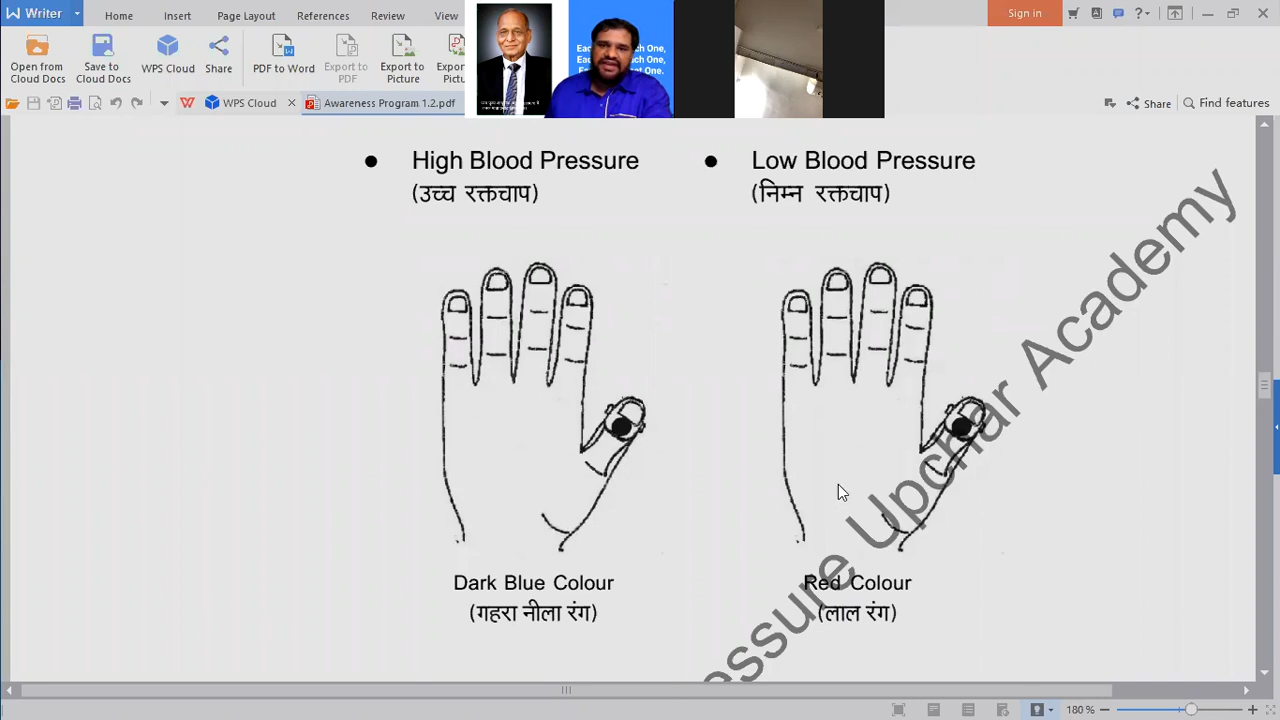 Writer
Home
Insert
Page Layout
References
Review
View
Sign in
Open from
Cloud Docs
Save to
Cloud Docs
WPS Cloud
Share
PDF to Word
Export to
PDF
Export to
Picture
WPS Cloud
Awareness Program 1.2.pdf
Share
Find features
High Blood Pressure
(उच्च रक्तचाप)
Low Blood Pressure
(निम्न रक्तचाप)
Dark Blue Colour
(गहरा नीला रंग)
Red Colour
(लाल रंग)
essure Upchar Academy
180 %